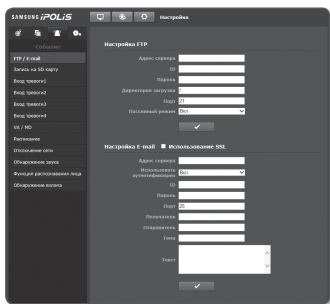 SAMSUNG iPOLiS
Настройка
Событие
FTP / E-mail
Запись на SD карту
Вход тревоги1
Вход тревоги2
Вход тревоги3
Вход тревоги4
VA / MD
Расписание
Отключение сети
Обнаружение звука
Функция распознавания лица
Обнаружение взлома
Настройка FTP
Адрес сервера
ID
Пароль
Директория загрузки
/
Порт
21
Пассивный режим
Вкл
Настройка E-mail
Использование SSL
Адрес сервера
Использовать аутентификацию
Вкл
ID
Пароль
Порт
25
Получатель
Отправитель
Тема
Текст